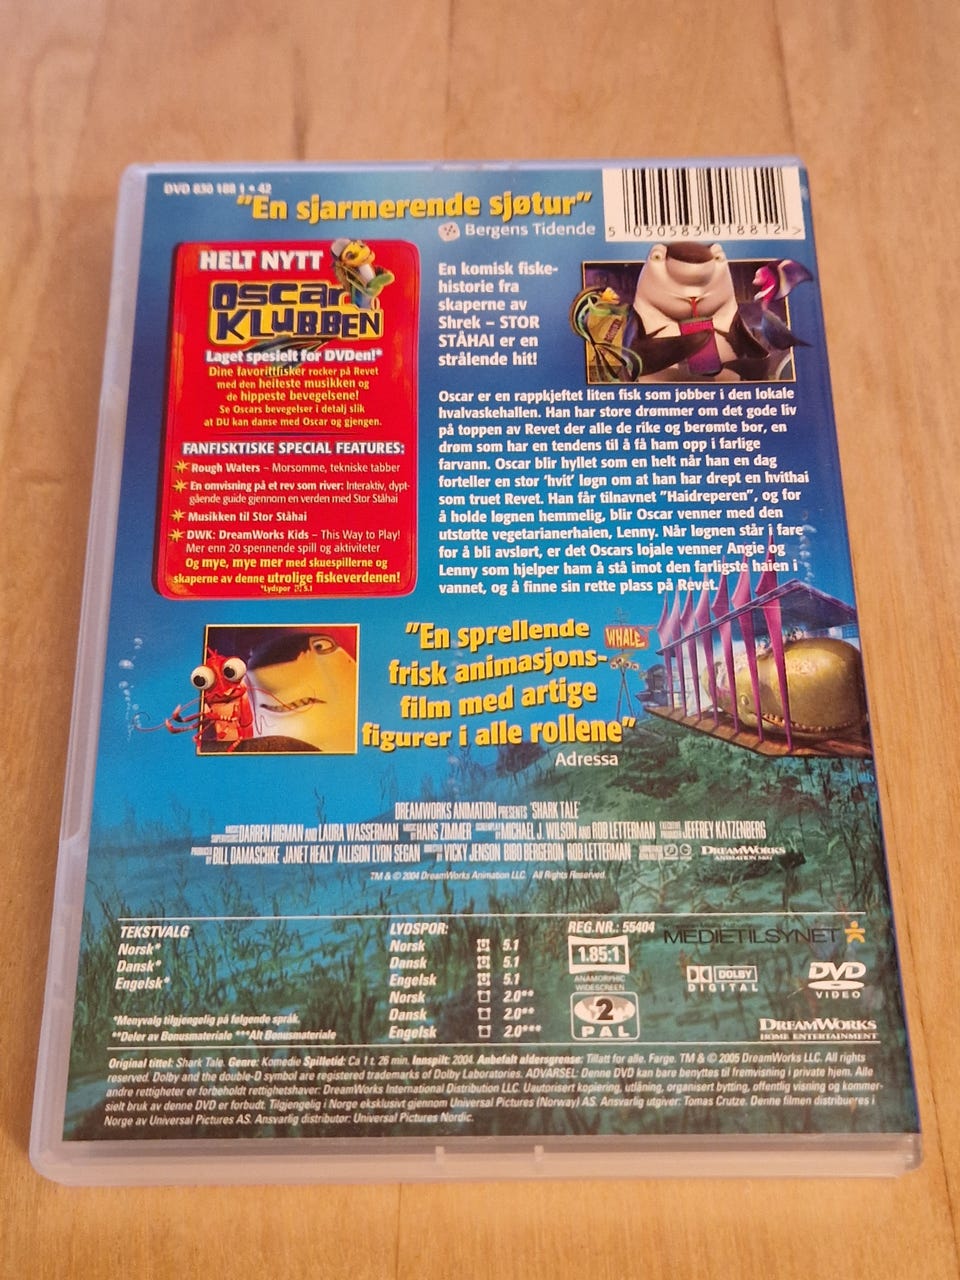 DVD 830 188 1 • 42
"En sjarmerende sjøtur"
Bergens Tidende
5 050583 018812 >
HELT NYTT
OSCAR
KLUBBEN
Laget spesielt for DVDen!*
Dine favorittfisker rocker på Revet
med den heiteste musikken og
de hippeste bevegelsene!
Se Oscars bevegelser i detalj slik
at DU kan danse med Oscar og gjengen.
FANFISKTISKE SPECIAL FEATURES:
Rough Waters – Morsomme, tekniske tabber
En omvisning på et rev som river: Interaktiv, dypt-
gående guide gjennom en verden med Stor Ståhai
Musikken til Stor Ståhai
DWK: DreamWorks Kids – This Way to Play!
Mer enn 20 spennende spill og aktiviteter
Og mye, mye mer med skuespillerne og
skaperne av denne utrolige fiskeverdenen!
*Lydspor 5.1
En komisk fiske-
historie fra
skaperne av
Shrek – STOR
STÅHAI er en
strålende hit!
Oscar er en rappkjeftet liten fisk som jobber i den lokale
hvalvaskehallen. Han har store drømmer om det gode liv
på toppen av Revet der alle de rike og berømte bor, en
drøm som har en tendens til å få ham opp i farlige
farvann. Oscar blir hyllet som en helt når han en dag
forteller en stor 'hvit' løgn om at han har drept en hvithai
som truet Revet. Han får tilnavnet "Haidreperen", og for
å holde løgnen hemmelig, blir Oscar venner med den
utstøtte vegetarianerhaien, Lenny. Når løgnen står i fare
for å bli avslørt, er det Oscars lojale venner Angie og
Lenny som hjelper ham å stå imot den farligste haien i
vannet, og å finne sin rette plass på Revet.
WHALE
"En sprellende
frisk animasjons-
film med artige
figurer i alle rollene"
Adressa
DREAMWORKS ANIMATION PRESENTS 'SHARK TALE'
MUSIC SUPERVISORS DARREN HIGMAN AND LAURA WASSERMAN MUSIC BY HANS ZIMMER SCREENPLAY BY MICHAEL J. WILSON AND ROB LETTERMAN EXECUTIVE PRODUCER JEFFREY KATZENBERG
PRODUCED BY BILL DAMASCHKE JANET HEALY ALLISON LYON SEGAN DIRECTED BY VICKY JENSON BIBO BERGERON ROB LETTERMAN DREAMWORKS
TM & © 2004 DreamWorks Animation LLC. All Rights Reserved.
TEKSTVALG
Norsk*
Dansk*
Engelsk*
*Menyvalg tilgjengelig på følgende språk.
**Deler av Bonusmateriale ***Alt Bonusmateriale
LYDSPOR:
Norsk 5.1
Dansk 5.1
Engelsk 5.1
Norsk 2.0**
Dansk 2.0**
Engelsk 2.0***
REG.NR.: 55404
MEDIETILSYNET
1.85:1
ANAMORPHIC
WIDESCREEN
2
PAL
DOLBY
DIGITAL
DVD
VIDEO
DREAMWORKS
HOME ENTERTAINMENT
Original tittel: Shark Tale. Genre: Komedie Spilletid: Ca 1 t. 26 min. Innspilt: 2004. Anbefalt aldersgrense: Tillatt for alle. Farge. TM & © 2005 DreamWorks LLC. All rights
reserved. Dolby and the double-D symbol are registered trademarks of Dolby Laboratories. ADVARSEL: Denne DVD kan bare benyttes til fremvisning i private hjem. Alle
andre rettigheter er forbeholdt rettighetshaver: DreamWorks International Distribution LLC. Uautorisert kopiering, utlåning, organisert bytting, offentlig visning og kommer-
sielt bruk av denne DVD er forbudt. Tilgjengelig i Norge eksklusivt gjennom Universal Pictures (Norway) AS. Ansvarlig utgiver: Tomas Crutze. Denne filmen distribueres i
Norge av Universal Pictures AS. Ansvarlig distributør: Universal Pictures Nordic.